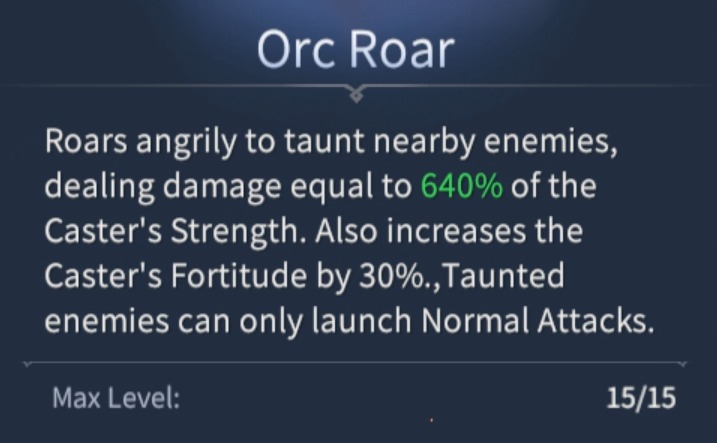 Orc Roar
Roars angrily to taunt nearby enemies,
dealing damage equal to 640% of the
Caster's Strength. Also increases the
Caster's Fortitude by 30%.,Taunted
enemies can only launch Normal Attacks.
Max Level: 15/15